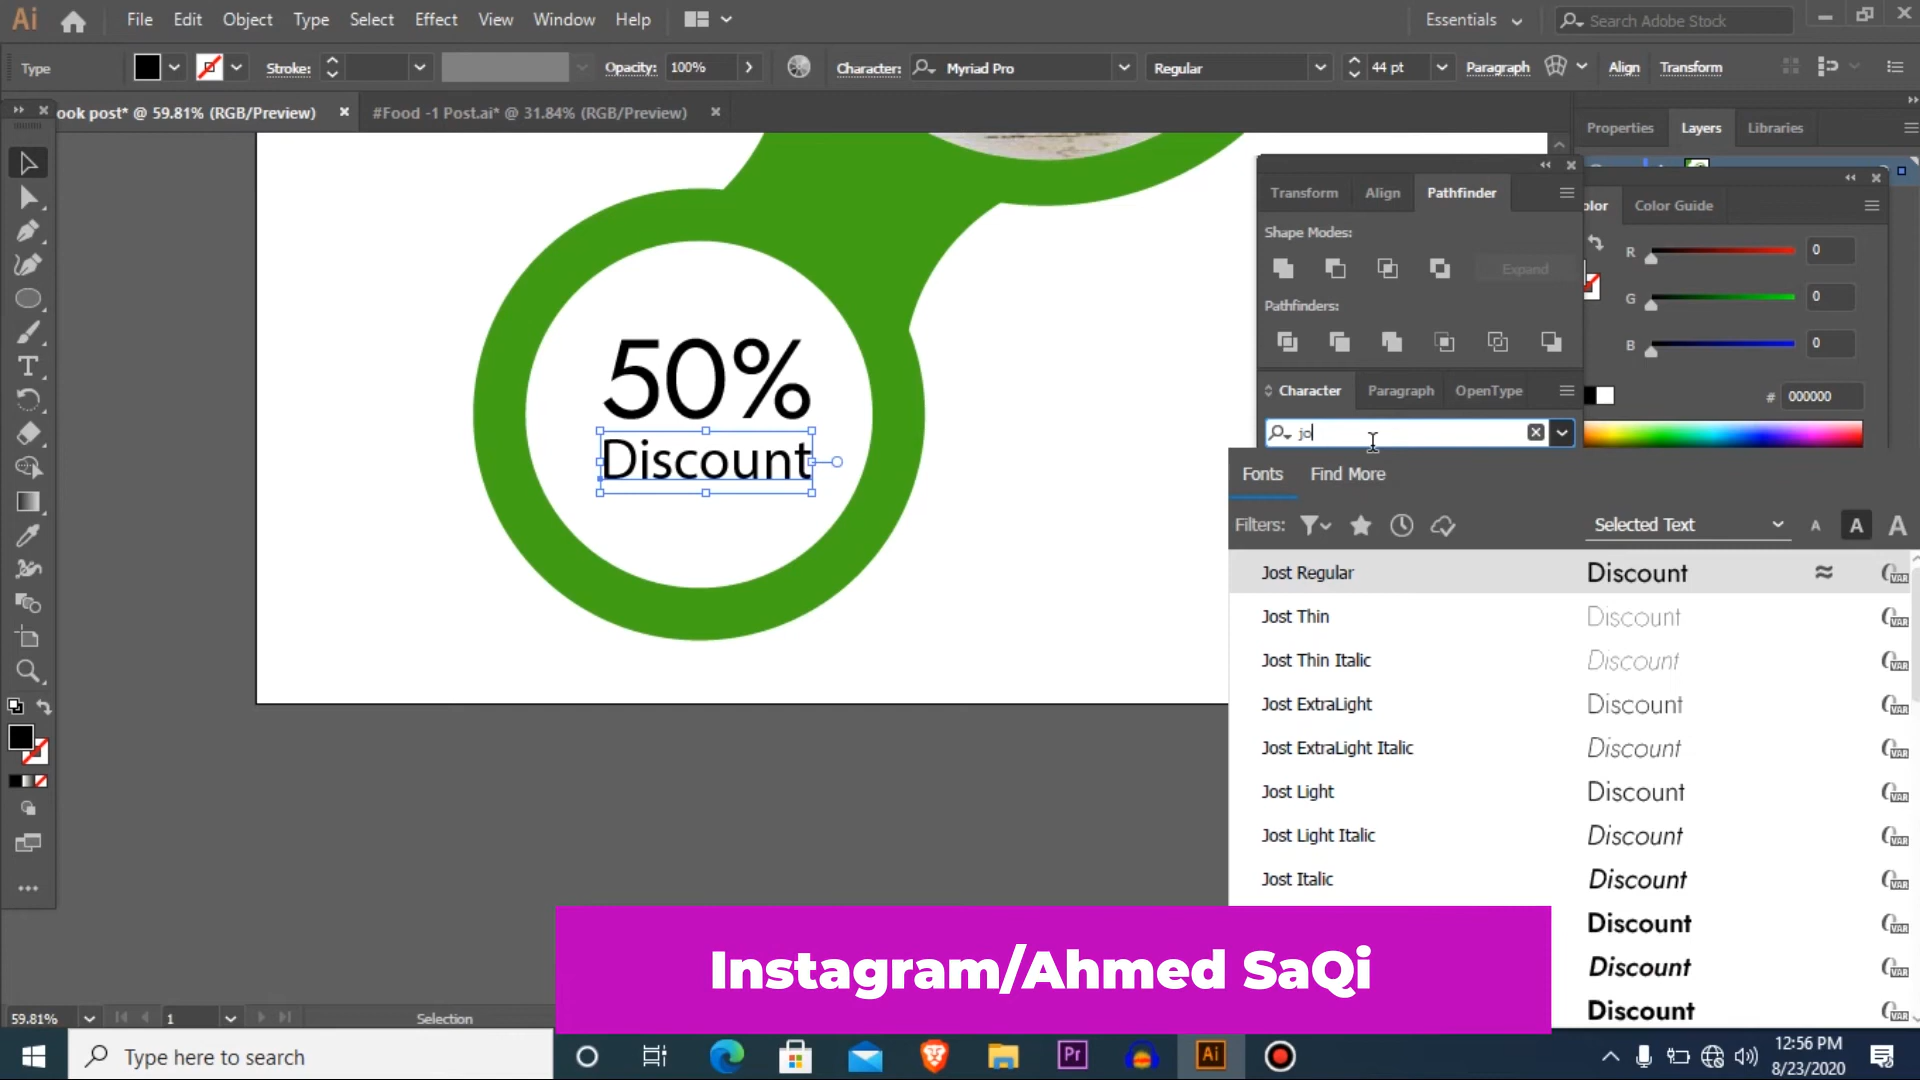 Ai File Edit Object Type Select Effect View Window Help Essentials Search Adobe Stock
Type Stroke: Opacity: 100% Character: Myriad Pro Regular 44 pt Paragraph Align Transform
ook post* @ 59.81% (RGB/Preview) #Food -1 Post.ai* @ 31.84% (RGB/Preview)
Properties Layers Libraries
Transform Align Pathfinder
olor Color Guide
Shape Modes:
Expand
R 0
Pathfinders:
G 0
B 0
Character Paragraph OpenType
# 000000
jo
50%
Discount
Fonts Find More
Filters: Selected Text A A A
Jost Regular Discount
Jost Thin Discount
Jost Thin Italic Discount
Jost ExtraLight Discount
Jost ExtraLight Italic Discount
Jost Light Discount
Jost Light Italic Discount
Jost Italic Discount
Discount
Discount
Discount
Instagram/Ahmed SaQi
59.81% 1 Selection
Type here to search
Pr Ai
12:56 PM
8/23/2020